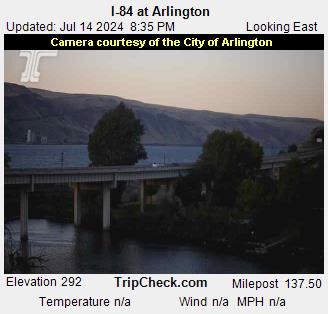 I-84 at Arlington
Updated: Jul 14 2024 8:35 PM Looking East
Camera courtesy of the City of Arlington
Elevation 292 TripCheck.com Milepost 137.50
Temperature n/a Wind n/a MPH n/a